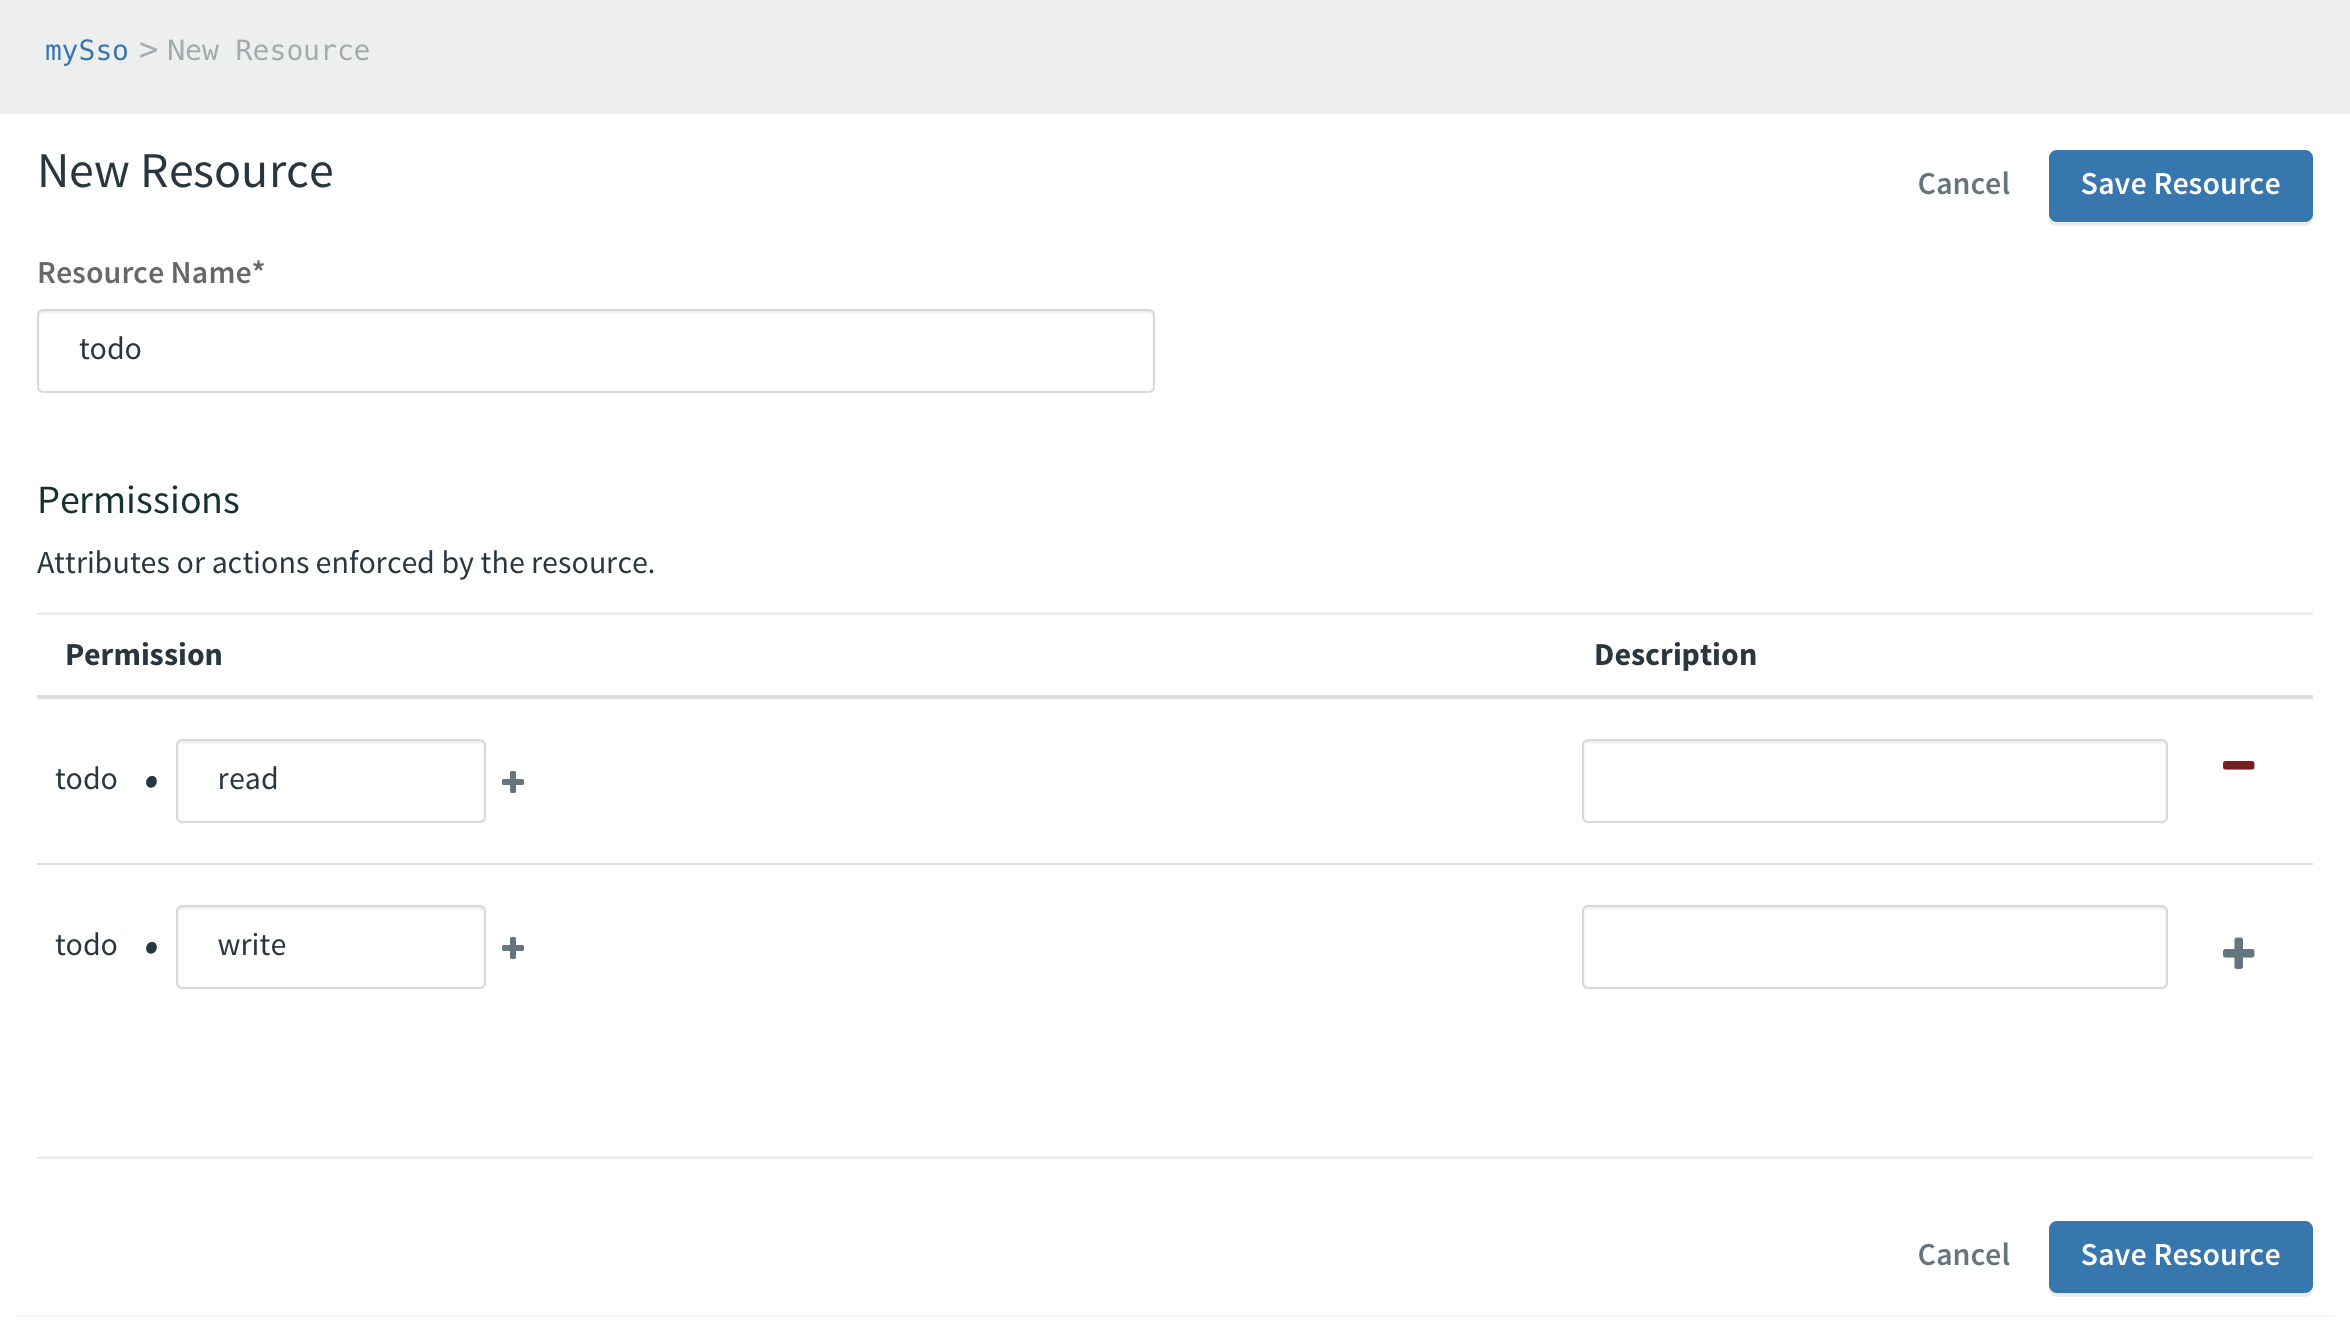 mySso > New Resource
New Resource
Cancel
Save Resource
Resource Name*
todo
Permissions
Attributes or actions enforced by the resource.
Permission Description
todo • read +
todo • write +
Cancel
Save Resource